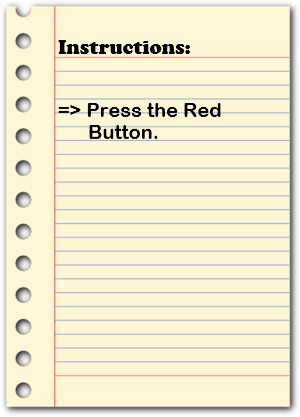 Instructions:
=> Press the Red
Button.